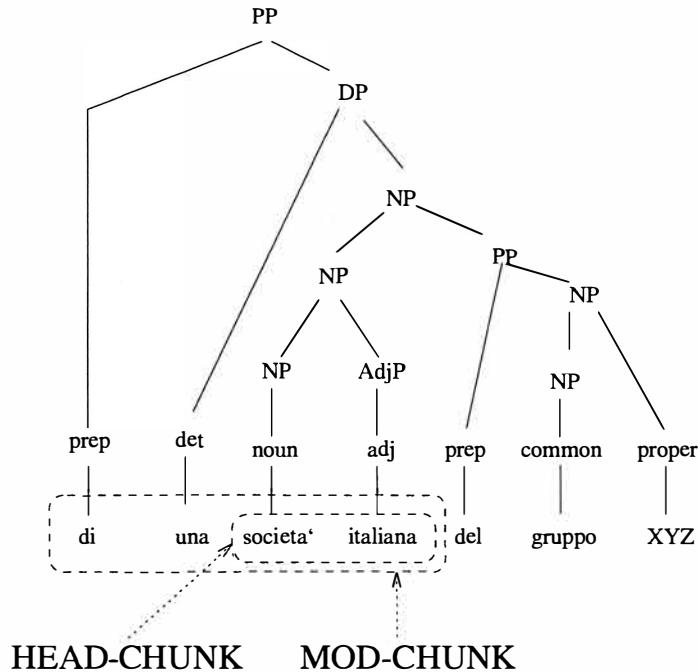 PP
DP
NP
PP
NP
NP
NP
AdjP
NP
prep
det
noun
adj
prep
common
proper
di
una
societa‘
italiana
del
gruppo
XYZ
HEAD-CHUNK
MOD-CHUNK